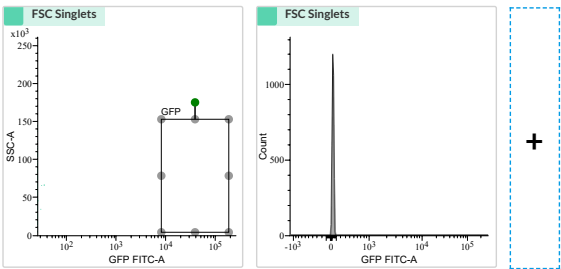 FSC Singlets
x10³
250
200
150
100
50
0
SSC-A
GFP
10² 10³ 10⁴ 10⁵
GFP FITC-A
FSC Singlets
1000
500
0
Count
-10³ 0 10³ 10⁴ 10⁵
GFP FITC-A
+